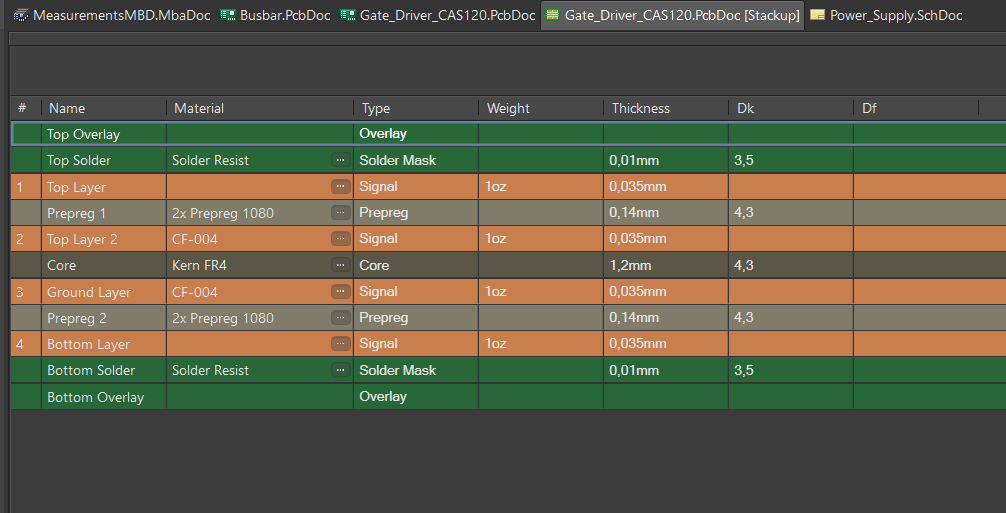 MeasurementsMBD.MbaDoc Busbar.PcbDoc Gate_Driver_CAS120.PcbDoc Gate_Driver_CAS120.PcbDoc [Stackup] Power_Supply.SchDoc
# Name Material Type Weight Thickness Dk Df
Top Overlay Overlay
Top Solder Solder Resist ... Solder Mask 0,01mm 3,5
1 Top Layer ... Signal 1oz 0,035mm
Prepreg 1 2x Prepreg 1080 ... Prepreg 0,14mm 4,3
2 Top Layer 2 CF-004 ... Signal 1oz 0,035mm
Core Kern FR4 ... Core 1,2mm 4,3
3 Ground Layer CF-004 ... Signal 1oz 0,035mm
Prepreg 2 2x Prepreg 1080 ... Prepreg 0,14mm 4,3
4 Bottom Layer ... Signal 1oz 0,035mm
Bottom Solder Solder Resist ... Solder Mask 0,01mm 3,5
Bottom Overlay Overlay